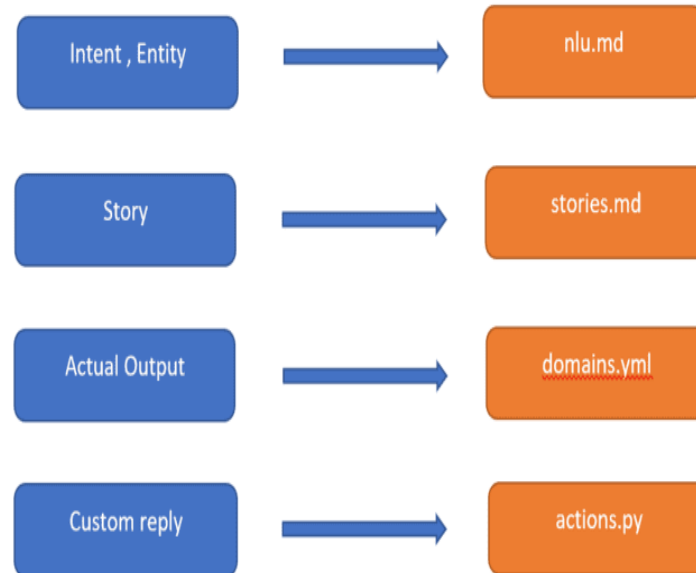 Intent , Entity
nlu.md
Story
stories.md
Actual Output
domains.yml
Custom reply
actions.py